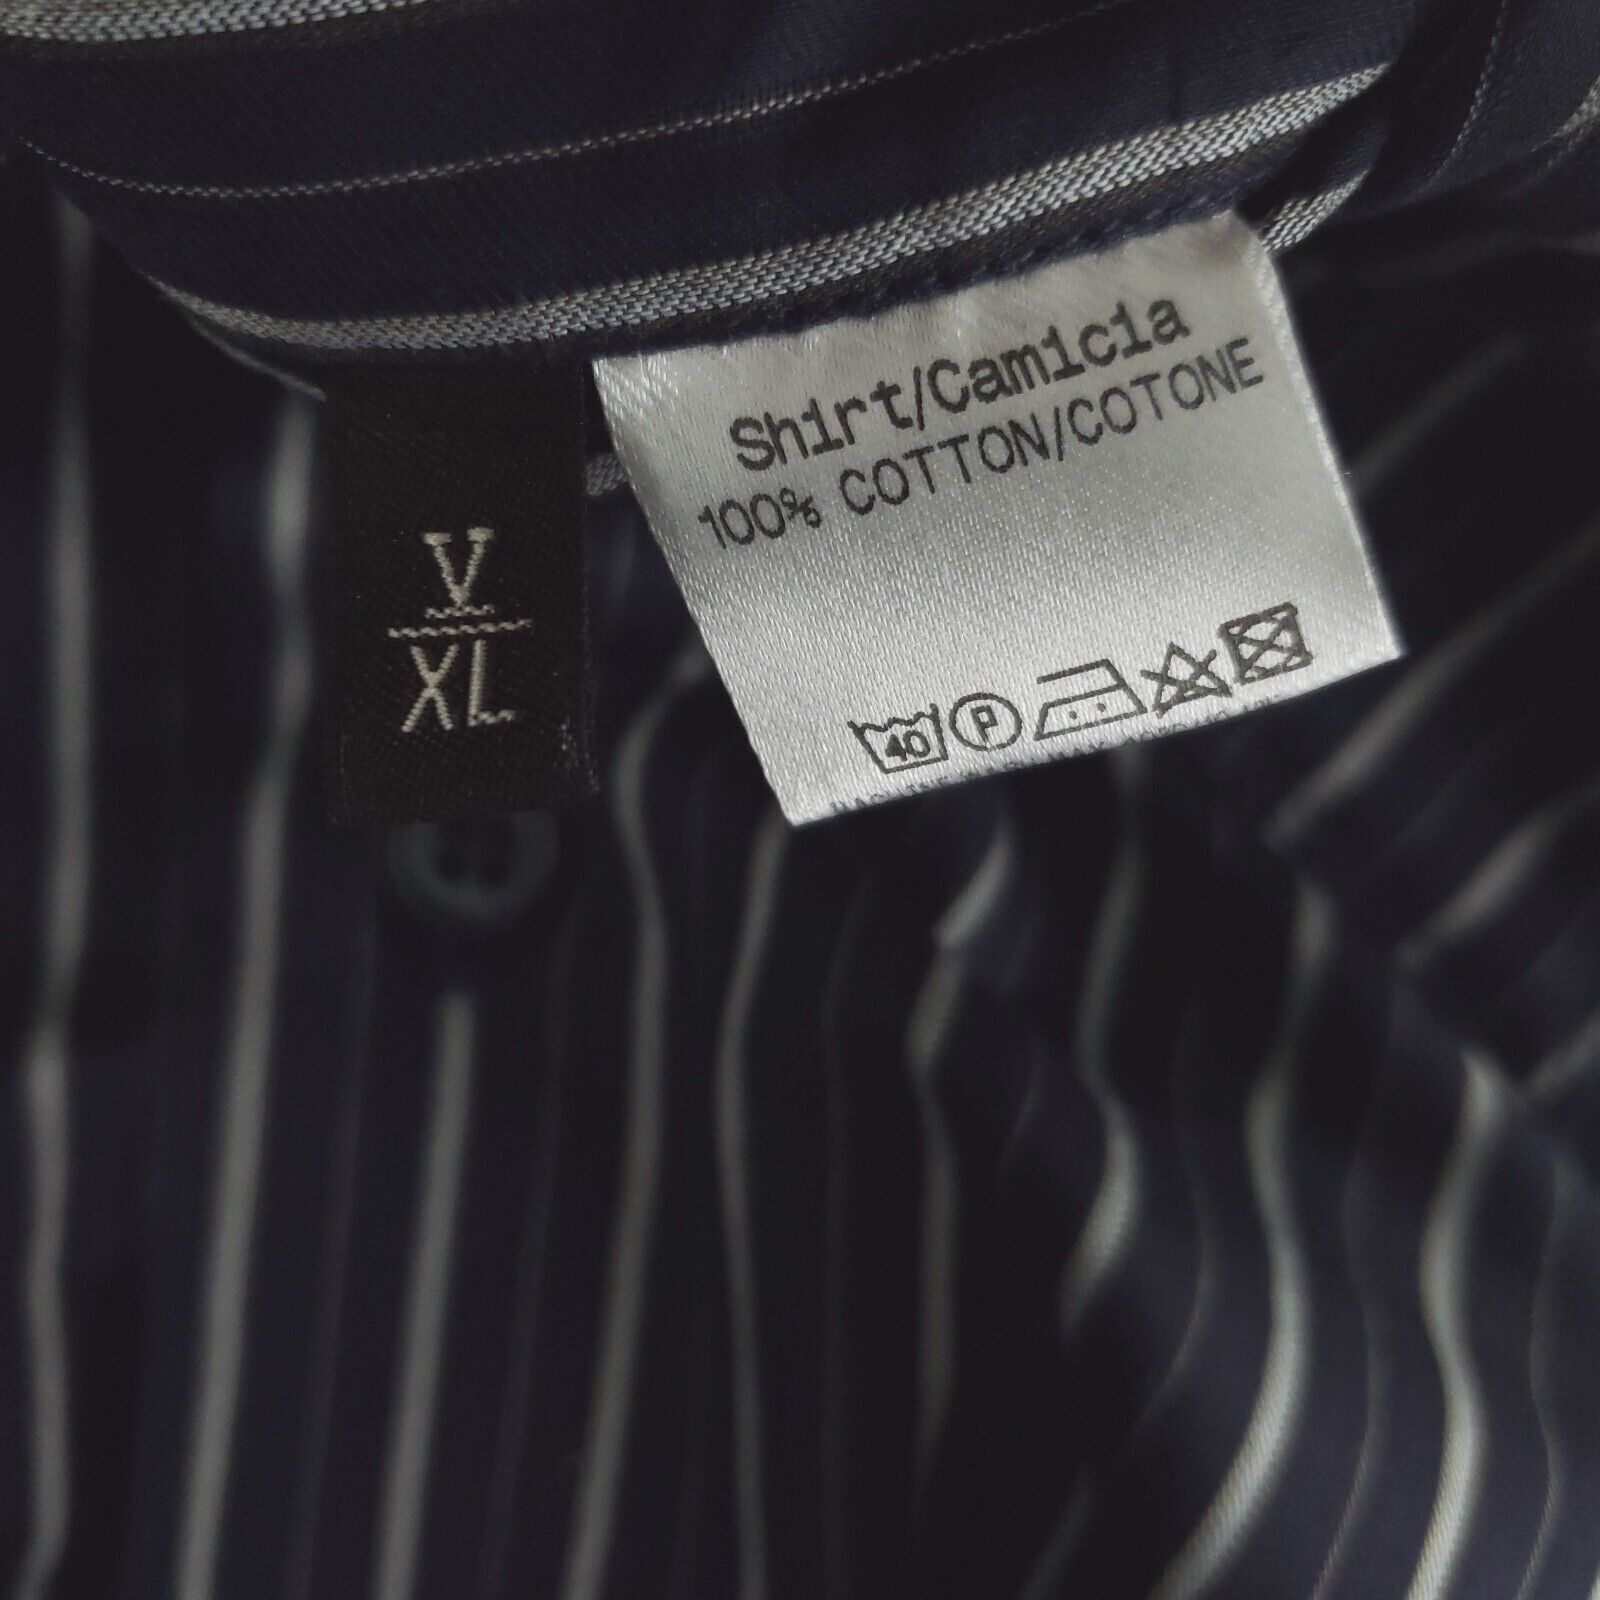 V
XL
Shirt/Camicia
100% COTTON/COTONE
40 P